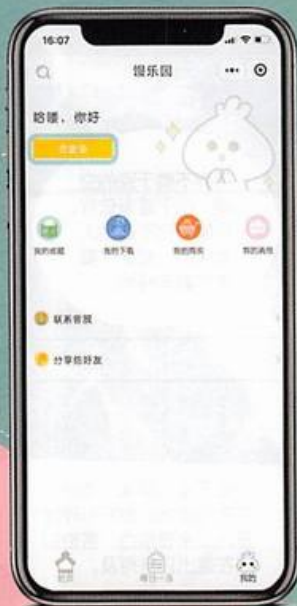 16:07
馒乐园
哈喽，你好
我的收藏
我的下载
我的购买
我的消息
联系客服
分享给好友
我的